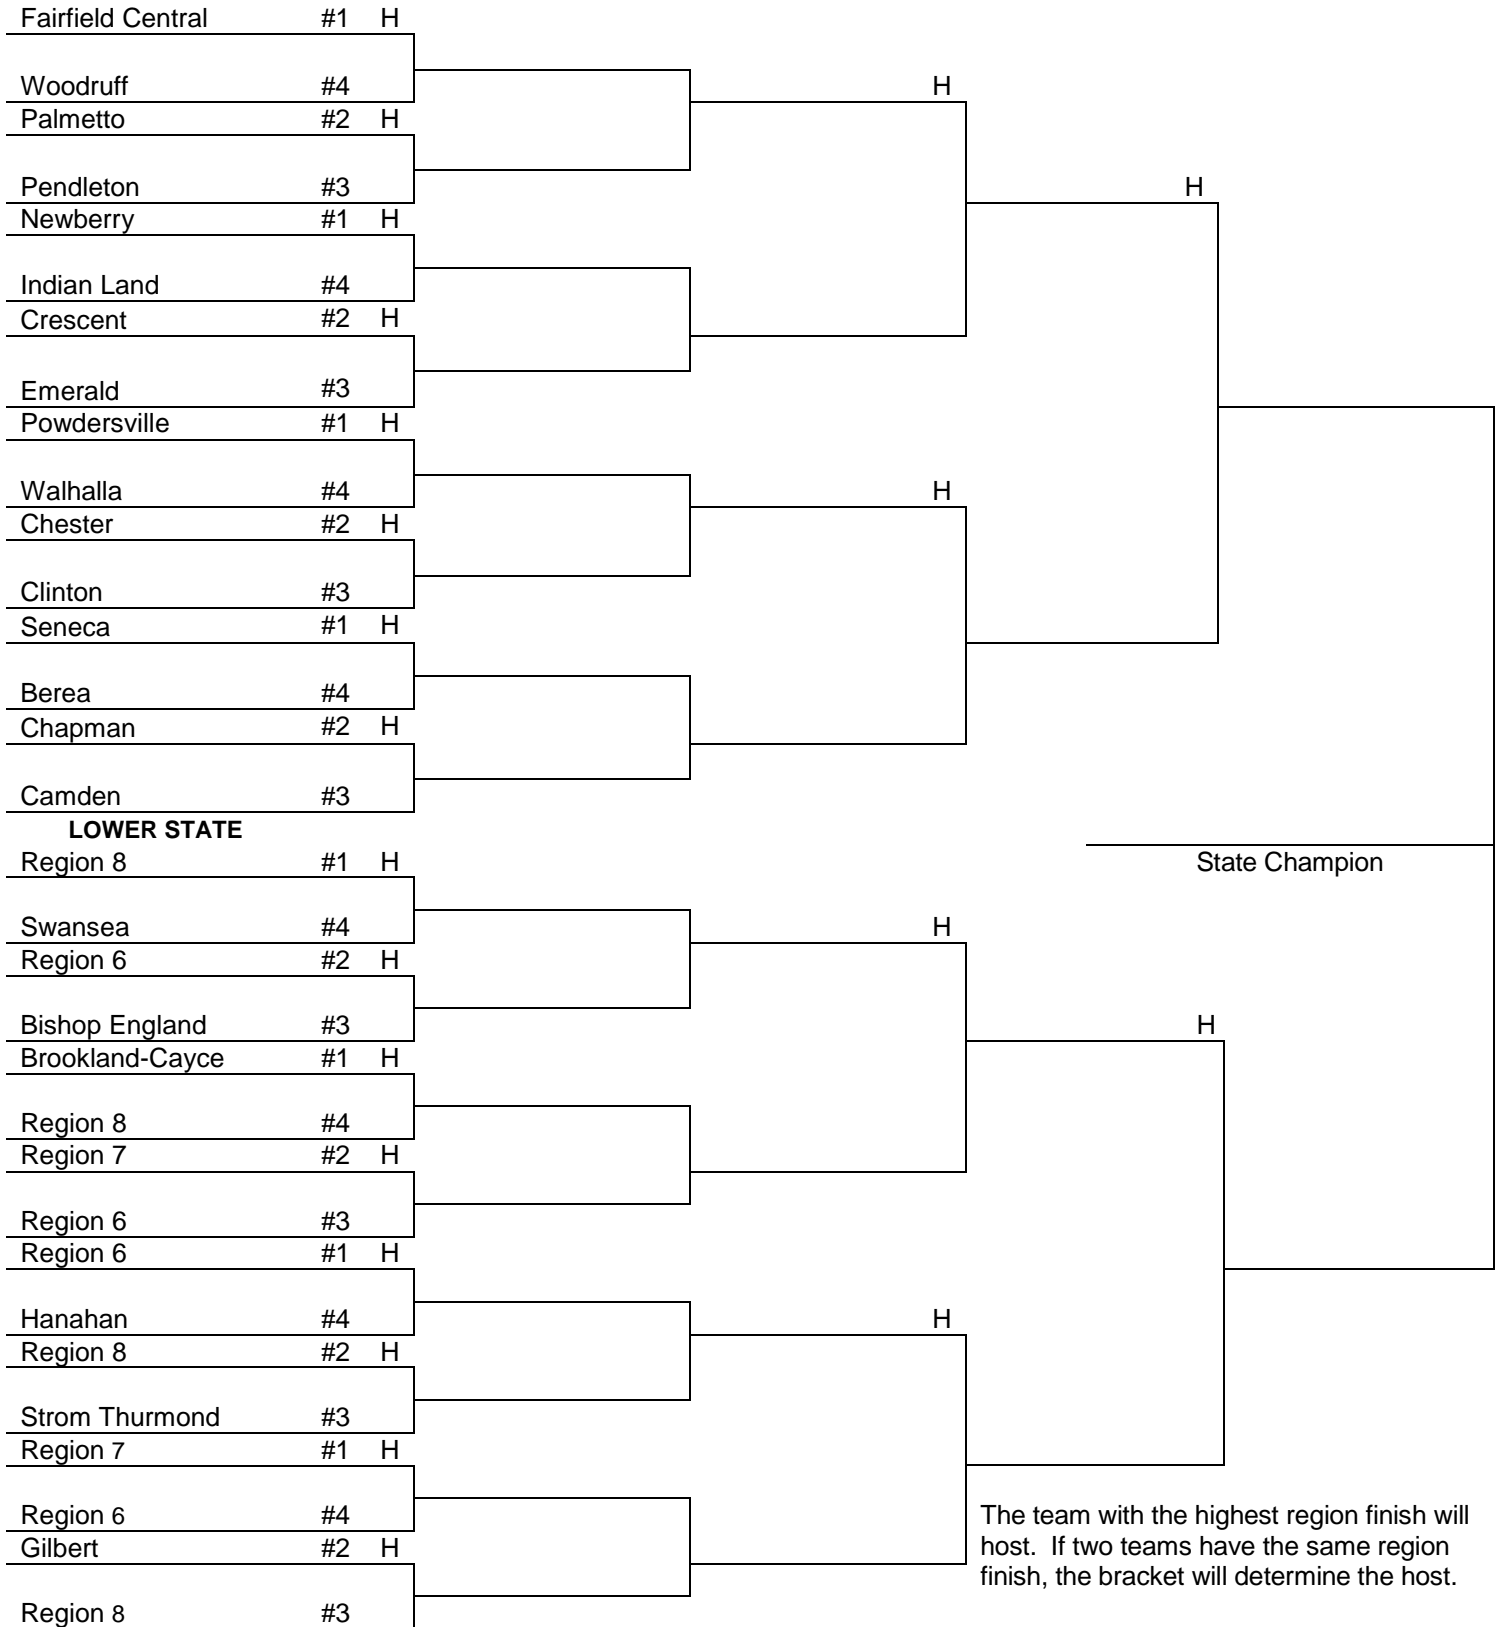 Fairfield Central #1 H
Woodruff #4
H
Palmetto #2 H
Pendleton #3
H
Newberry #1 H
Indian Land #4
Crescent #2 H
Emerald #3
Powdersville #1 H
Walhalla #4
H
Chester #2 H
Clinton #3
Seneca #1 H
Berea #4
Chapman #2 H
Camden #3
LOWER STATE
Region 8 #1 H
State Champion
Swansea #4
H
Region 6 #2 H
Bishop England #3
H
Brookland-Cayce #1 H
Region 8 #4
Region 7 #2 H
Region 6 #3
Region 6 #1 H
Hanahan #4
H
Region 8 #2 H
Strom Thurmond #3
Region 7 #1 H
Region 6 #4
Gilbert #2 H
Region 8 #3
The team with the highest region finish will
host. If two teams have the same region
finish, the bracket will determine the host.